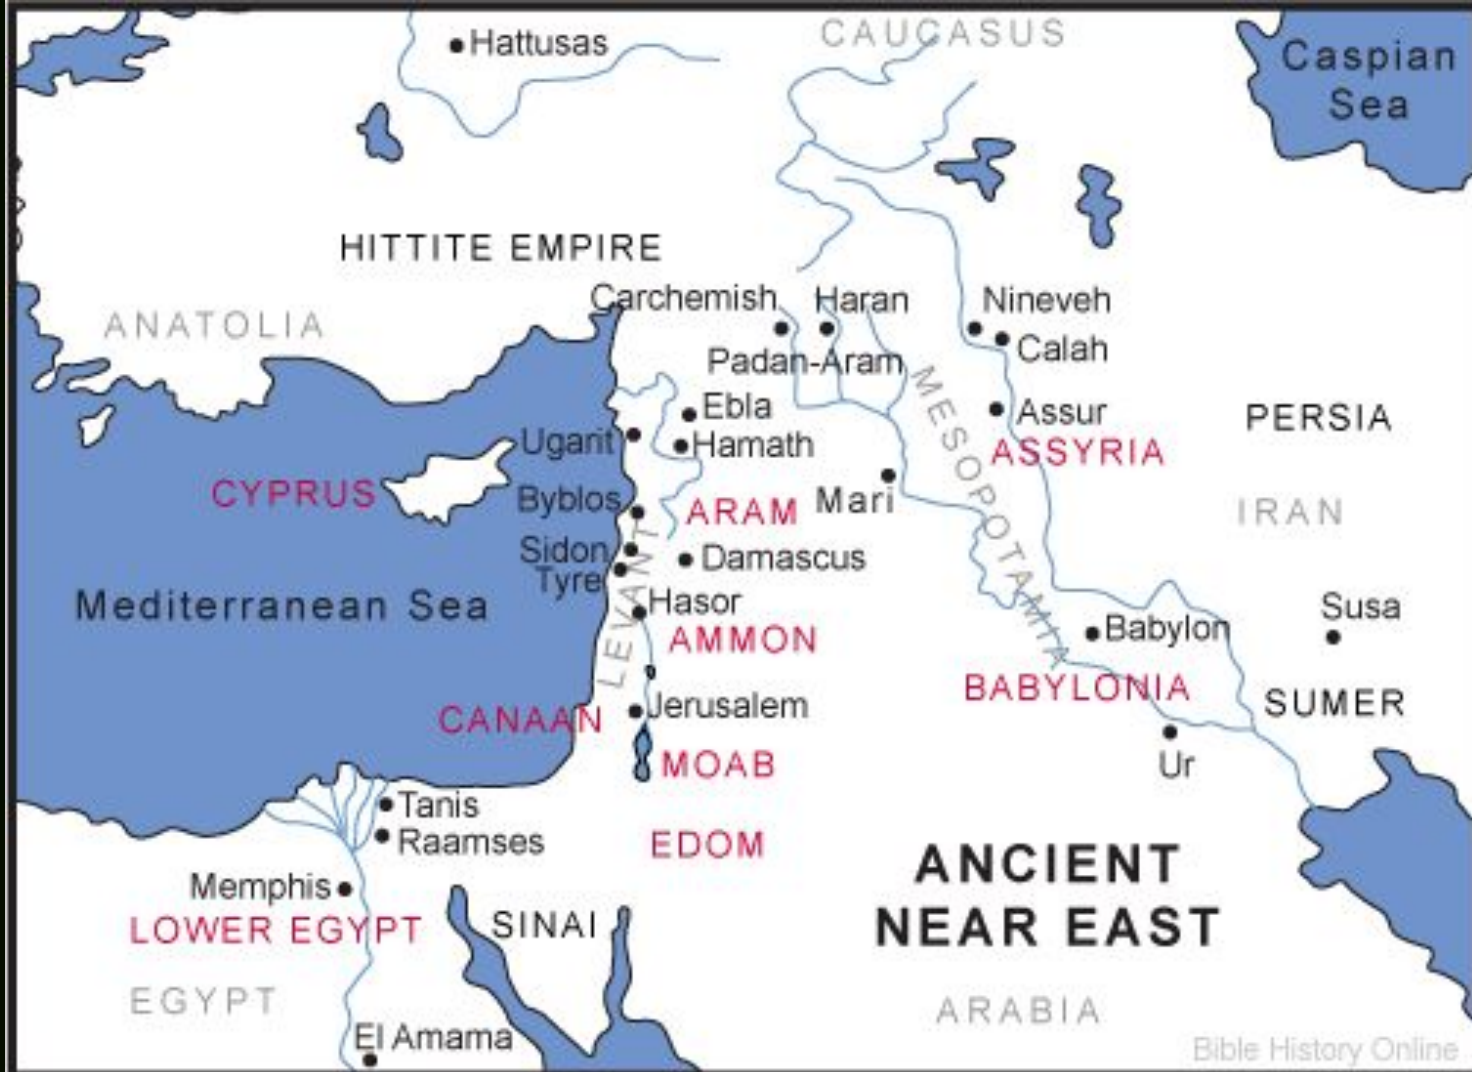 Hattusas
CAUCASUS
Caspian
Sea
HITTITE EMPIRE
ANATOLIA
Carchemish
Haran
Nineveh
Calah
Padan-Aram
MESOPOTAMIA
Ebla
Assur
PERSIA
Ugarit
Hamath
ASSYRIA
CYPRUS
Byblos
ARAM
Mari
IRAN
Sidon
Damascus
Tyre
LEVANT
Mediterranean Sea
Hasor
Susa
AMMON
Babylon
BABYLONIA
SUMER
CANAAN
Jerusalem
MOAB
Ur
Tanis
Raamses
EDOM
ANCIENT
NEAR EAST
Memphis
LOWER EGYPT
SINAI
EGYPT
ARABIA
El Amama
Bible History Online